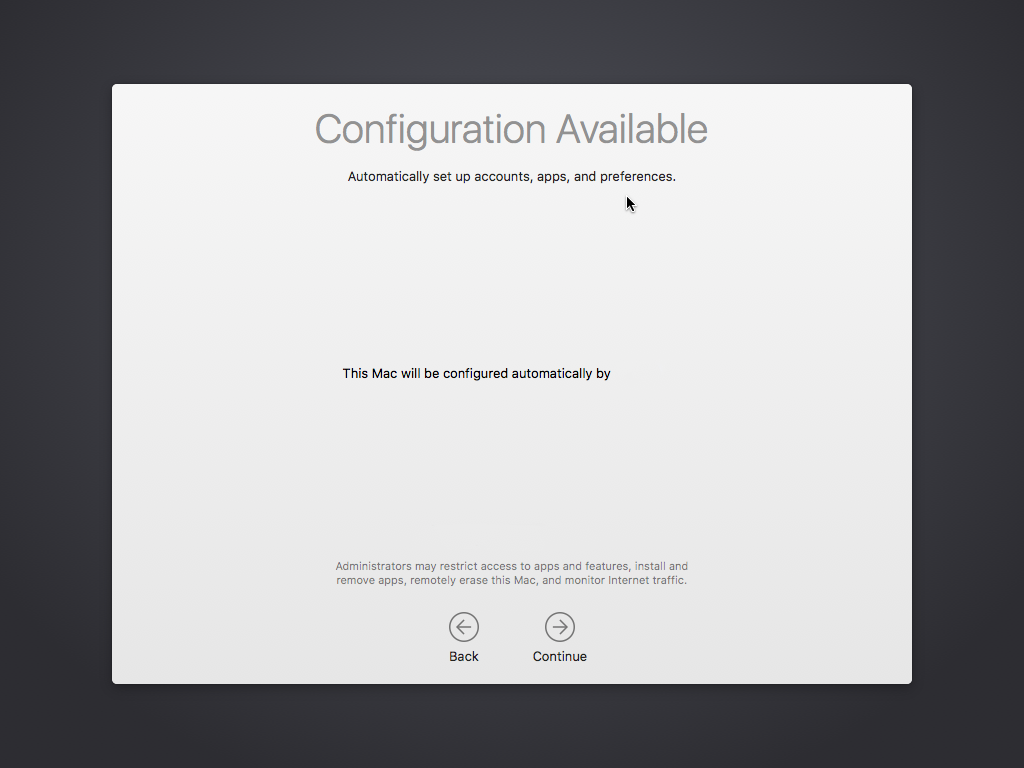 Configuration Available
Automatically set up accounts, apps, and preferences.
This Mac will be configured automatically by
Administrators may restrict access to apps and features, install and
remove apps, remotely erase this Mac, and monitor Internet traffic.
Back
Continue